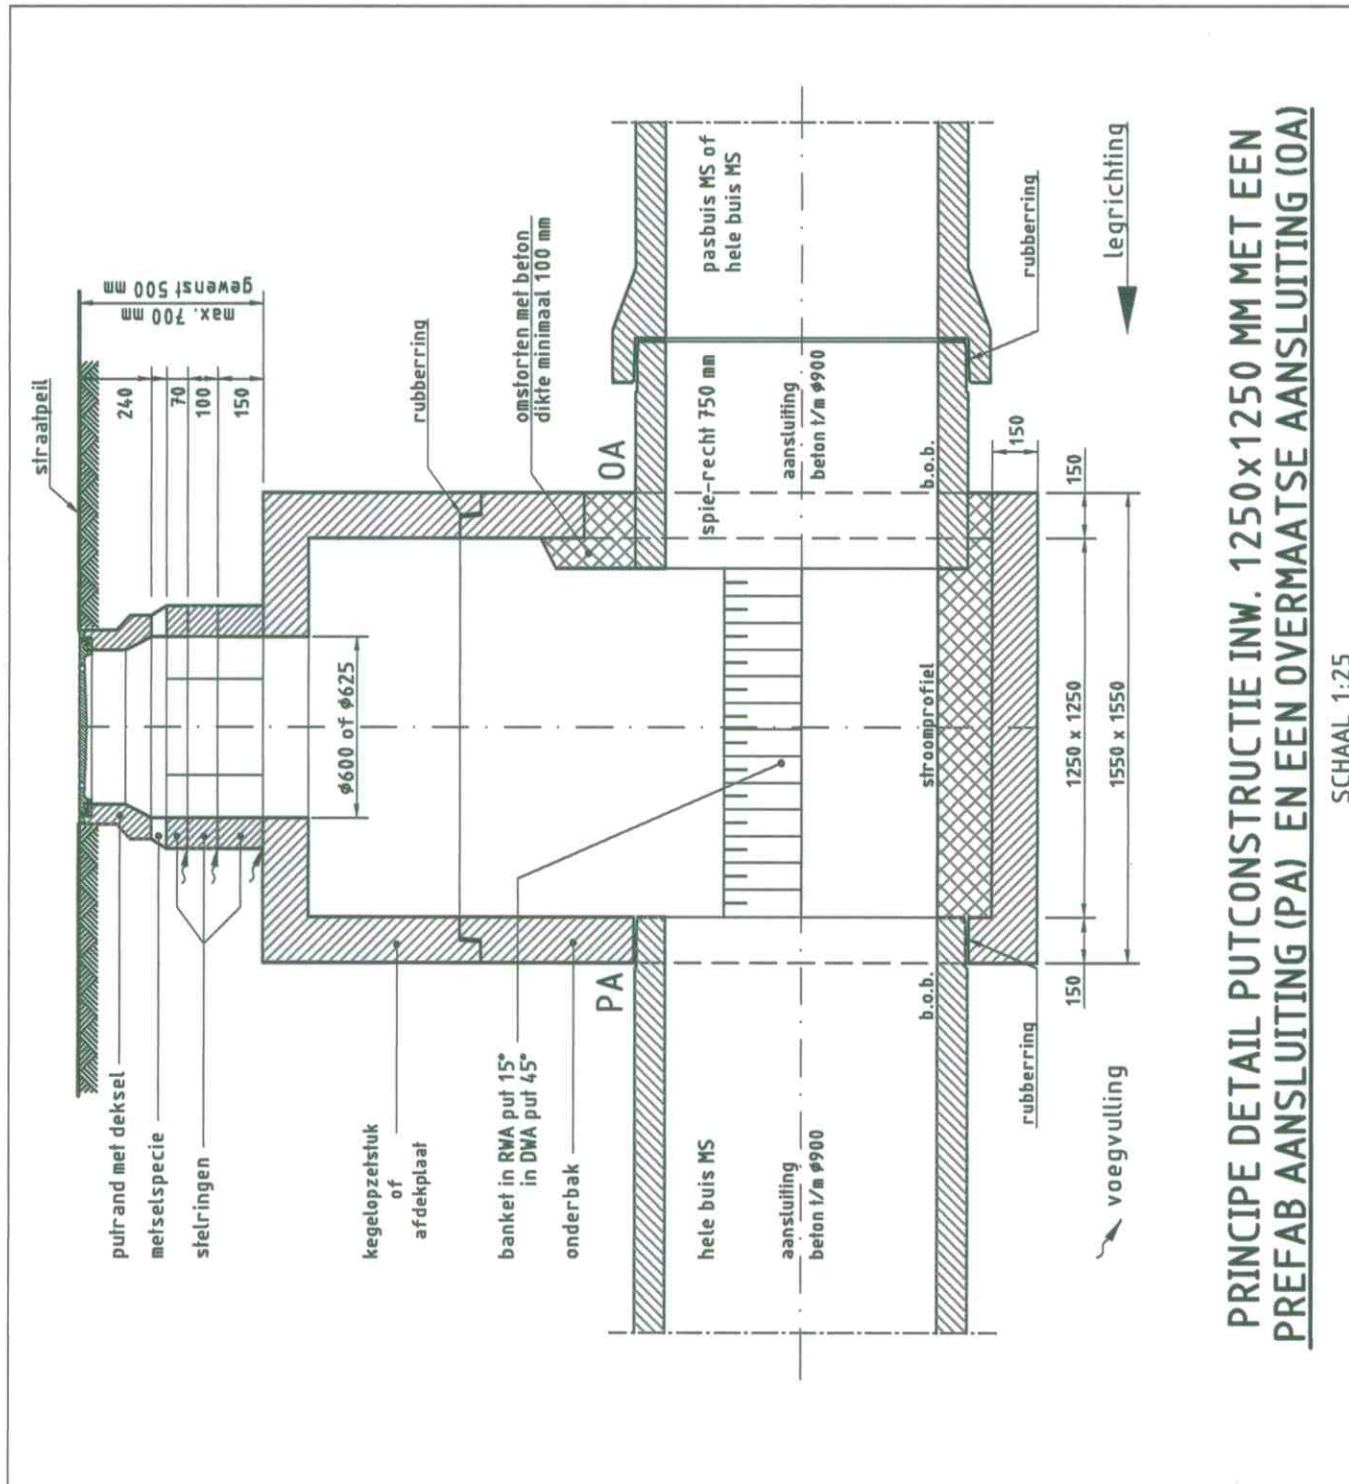 straatpeil
240
70
100
150
max. 700 mm
gewenst 500 mm
putrand met deksel
metselspecie
stelringen
ϕ600 of ϕ625
kegelopzetstuk
of
afdekplaat
rubberring
banket in RWA put 15°
in DWA put 45°
onderbak
omstorten met beton
dikte minimaal 100 mm
PA
OA
hele buis MS
spie-recht 750 mm
pasbuis MS of
hele buis MS
aansluiting
beton t/m ϕ900
aansluiting
beton t/m ϕ900
b.o.b.
stroomprofiel
b.o.b.
rubberring
rubberring
150
150
1250 x 1250
150
1550 x 1550
voegvulling
legrichting
PRINCIPE DETAIL PUTCONSTRUCTIE INW. 1250x1250 MM MET EEN
PREFAB AANSLUITING (PA) EN EEN OVERMAATSE AANSLUITING (OA)
SCHAAL 1:25